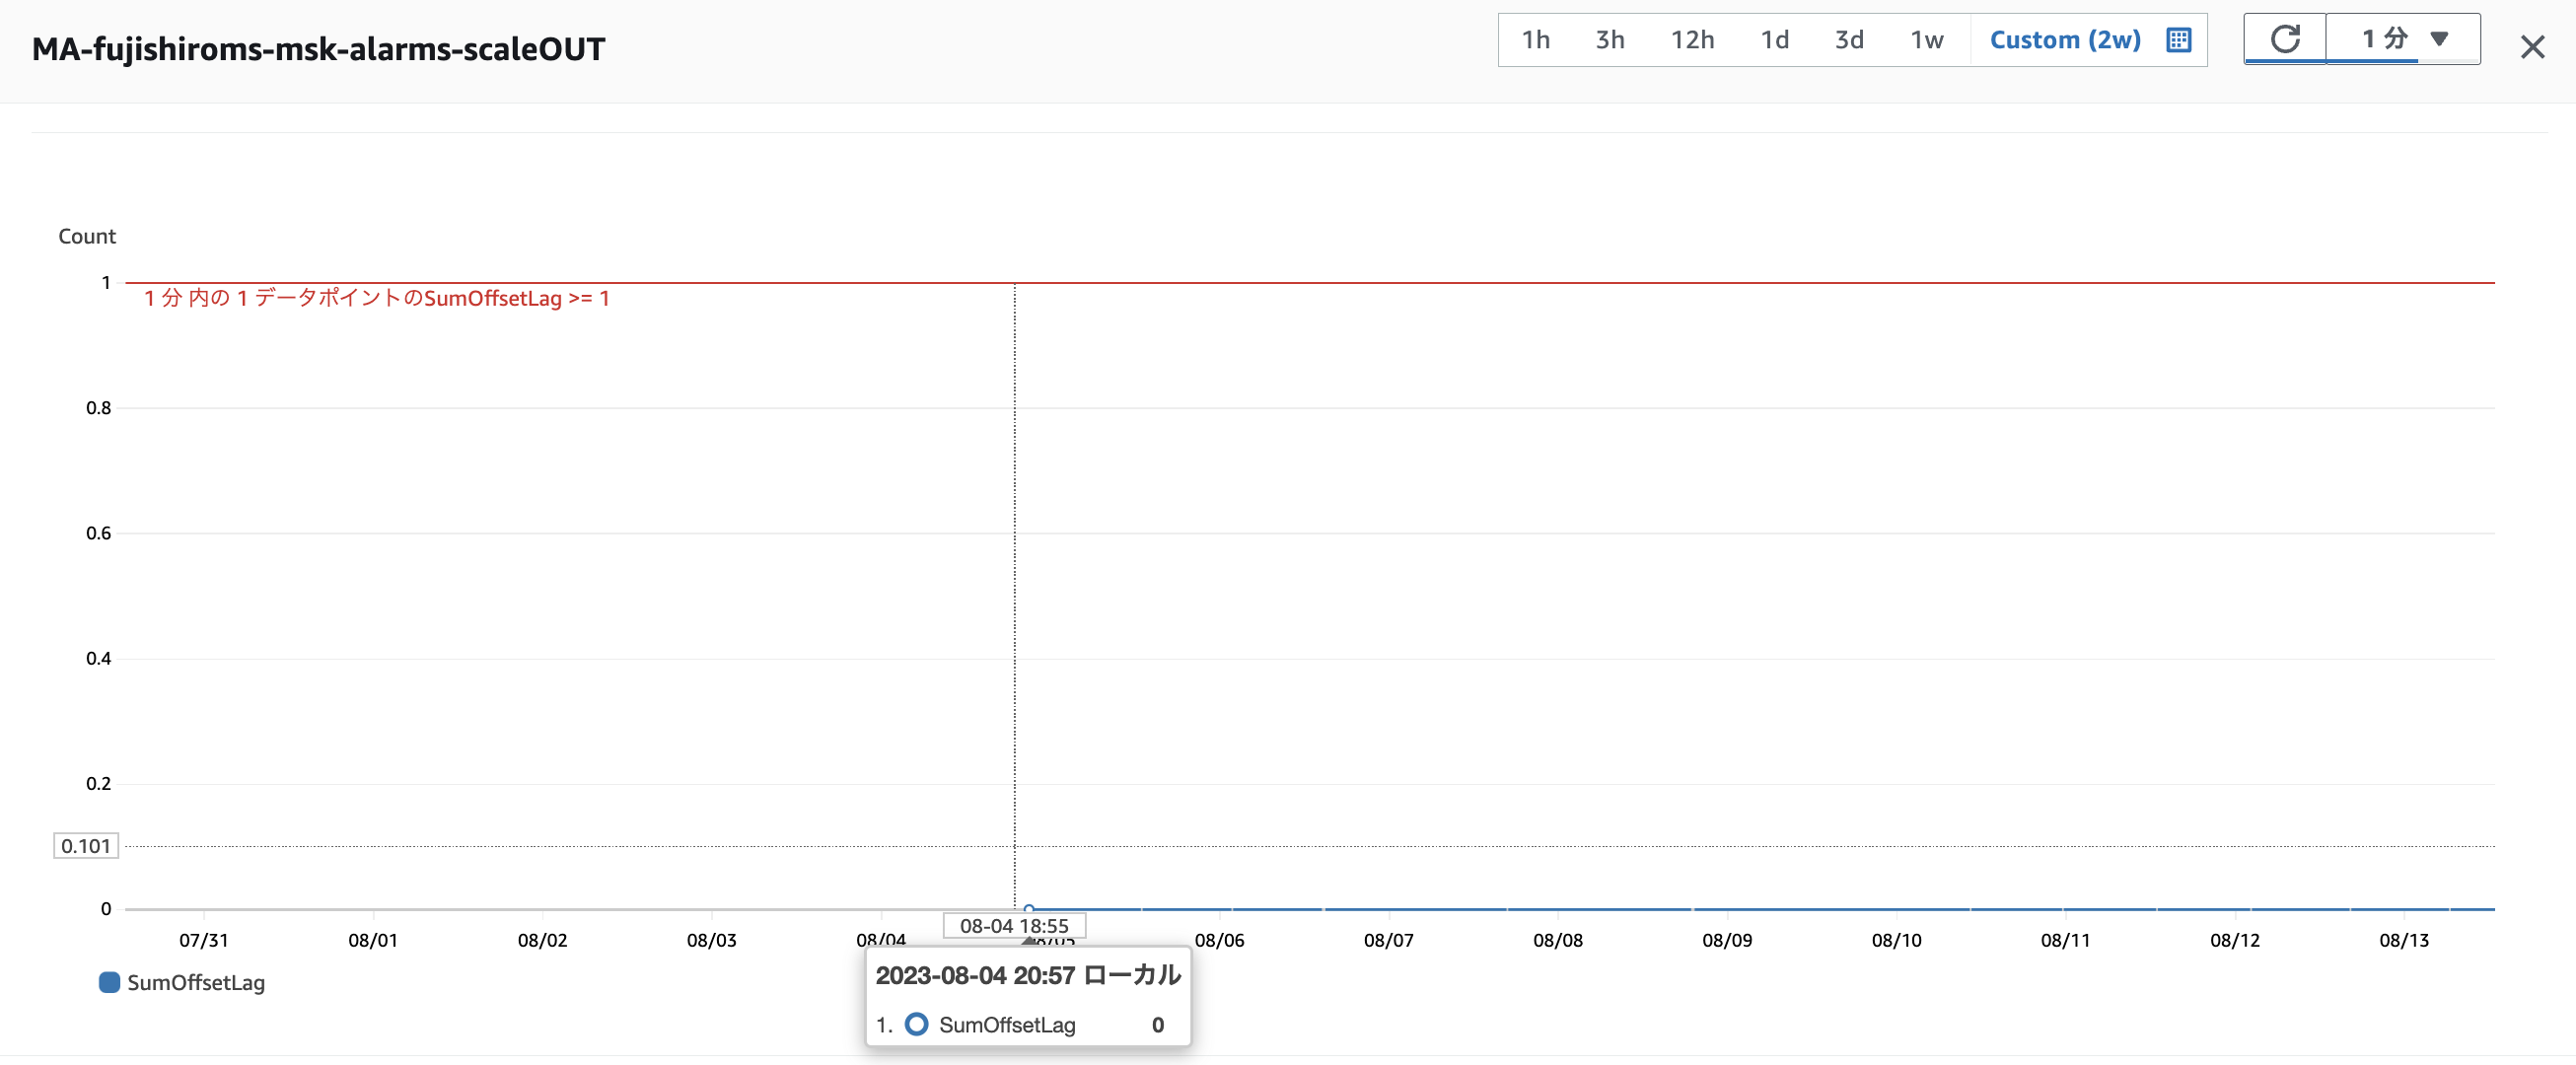 MA-fujishiroms-msk-alarms-scaleOUT
1h 3h 12h 1d 3d 1w Custom (2w) 1 分
Count
1
1 分 内の 1 データポイントのSumOffsetLag >= 1
0.8
0.6
0.4
0.2
0.101
0
08-04 18:55
07/31 08/01 08/02 08/03 08/04 08/05 08/06 08/07 08/08 08/09 08/10 08/11 08/12 08/13
SumOffsetLag
2023-08-04 20:57 ローカル
1. SumOffsetLag 0